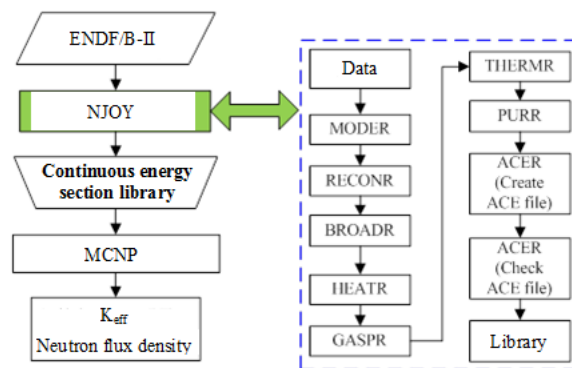 ENDF/B-II
NJOY
Continuous energy
section library
MCNP
Keff
Neutron flux density
Data
MODER
RECONR
BROADR
HEATR
GASPR
THERMR
PURR
ACER
(Create
ACE file)
ACER
(Check
ACE file)
Library